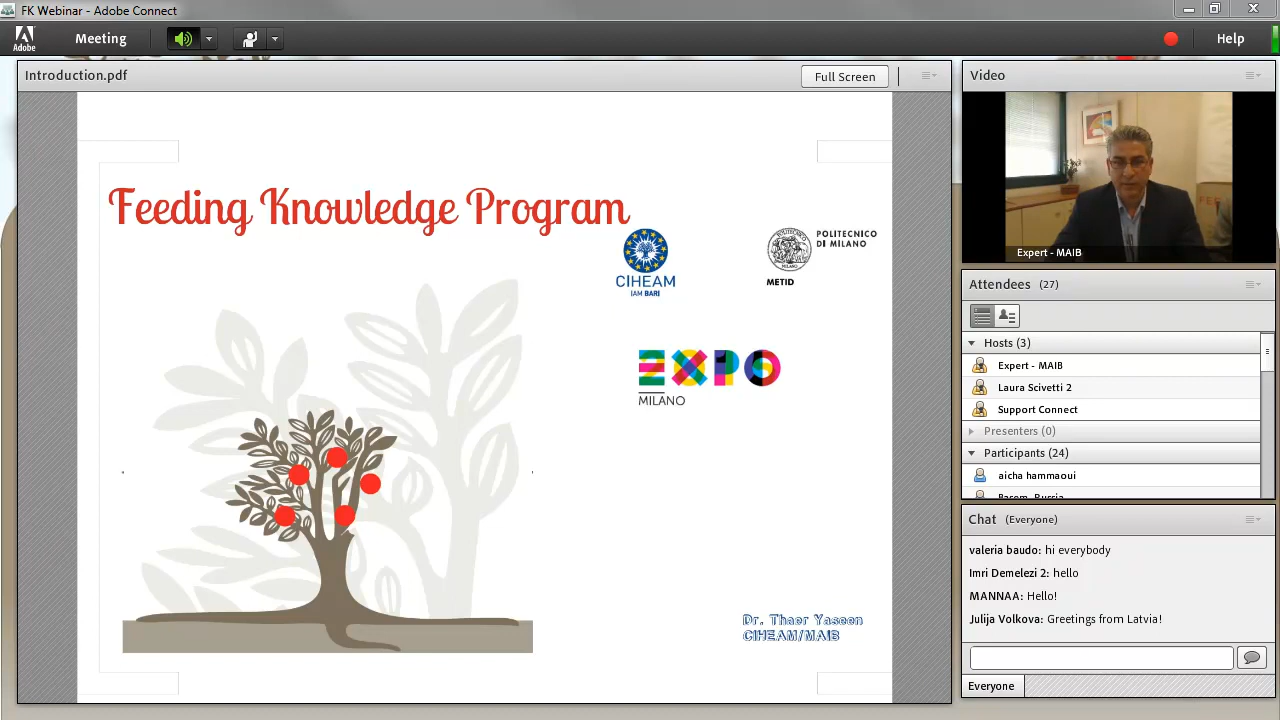 FK Webinar - Adobe Connect
Adobe
Meeting
Help
Introduction.pdf
Full Screen
Feeding Knowledge Program
CIHEAM
IAM BARI
POLITECNICO
DI MILANO
METID
EXPO
MILANO
Dr. Thaer Yaseen
CIHEAM/MAIB
Video
Expert - MAIB
Attendees (27)
Hosts (3)
Expert - MAIB
Laura Scivetti 2
Support Connect
Presenters (0)
Participants (24)
aicha hammaoui
Chat (Everyone)
valeria baudo: hi everybody
Imri Demelezi 2: hello
MANNAA: Hello!
Julija Volkova: Greetings from Latvia!
Everyone